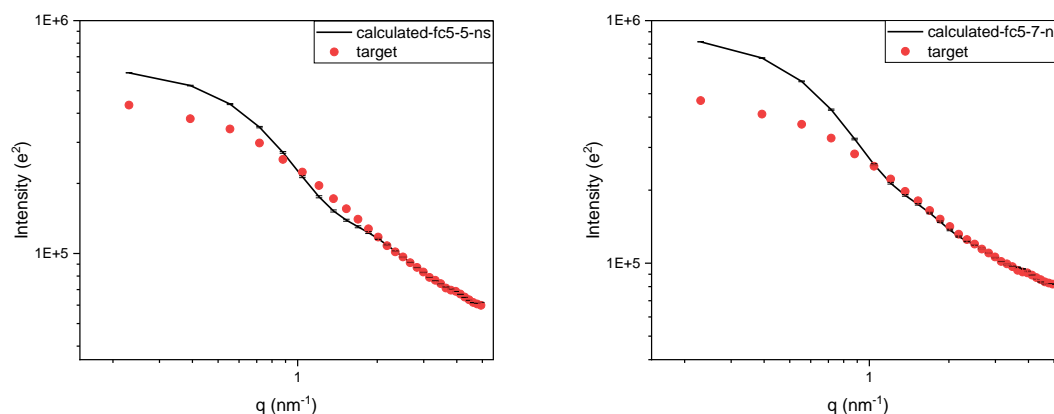 1E+6
calculated-fc5-5-ns
target
Intensity (e²)
1E+5
1
q (nm⁻¹)
1E+6
calculated-fc5-7-n
target
Intensity (e²)
1E+5
1
q (nm⁻¹)